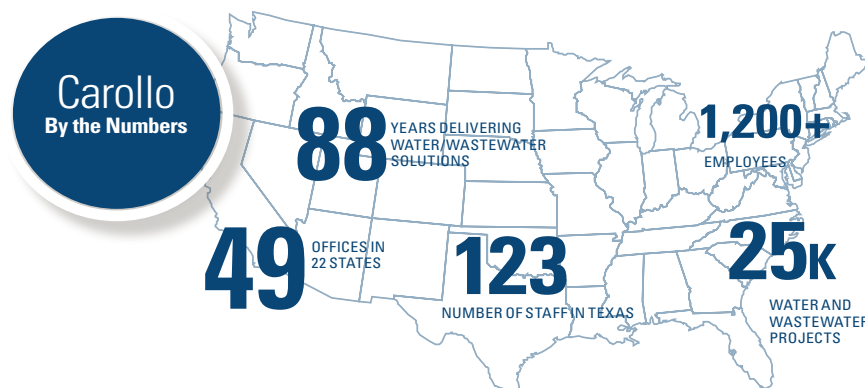 Carollo
By the Numbers
88
YEARS DELIVERING
WATER/WASTEWATER
SOLUTIONS
1,200+
EMPLOYEES
49
OFFICES IN
22 STATES
123
NUMBER OF STAFF IN TEXAS
25K
WATER AND
WASTEWATER
PROJECTS